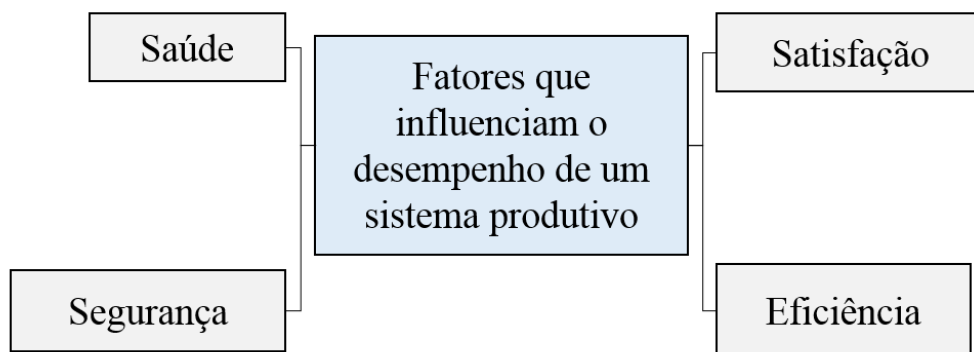 Saúde
Fatores que
influenciam o
desempenho de um
sistema produtivo
Satisfação
Segurança
Eficiência